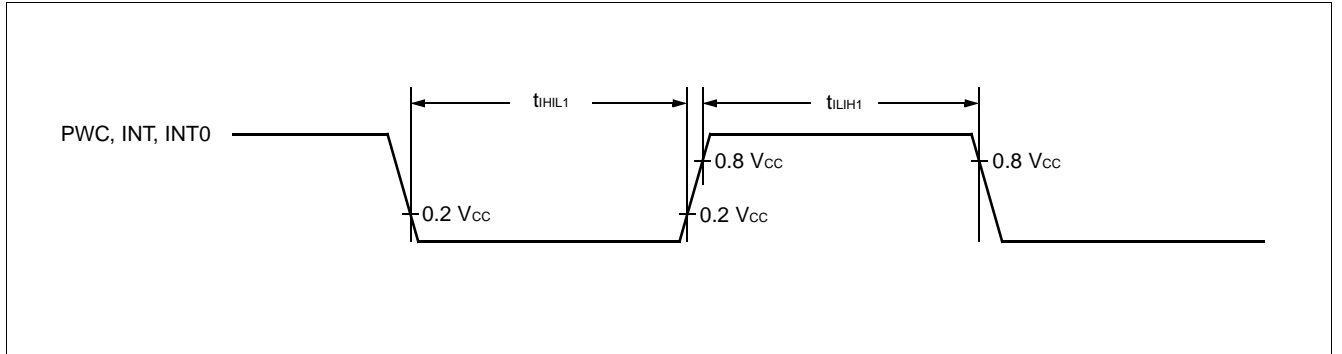 tIHIL1
tILIH1
PWC, INT, INT0
0.8 VCC
0.8 VCC
0.2 VCC
0.2 VCC